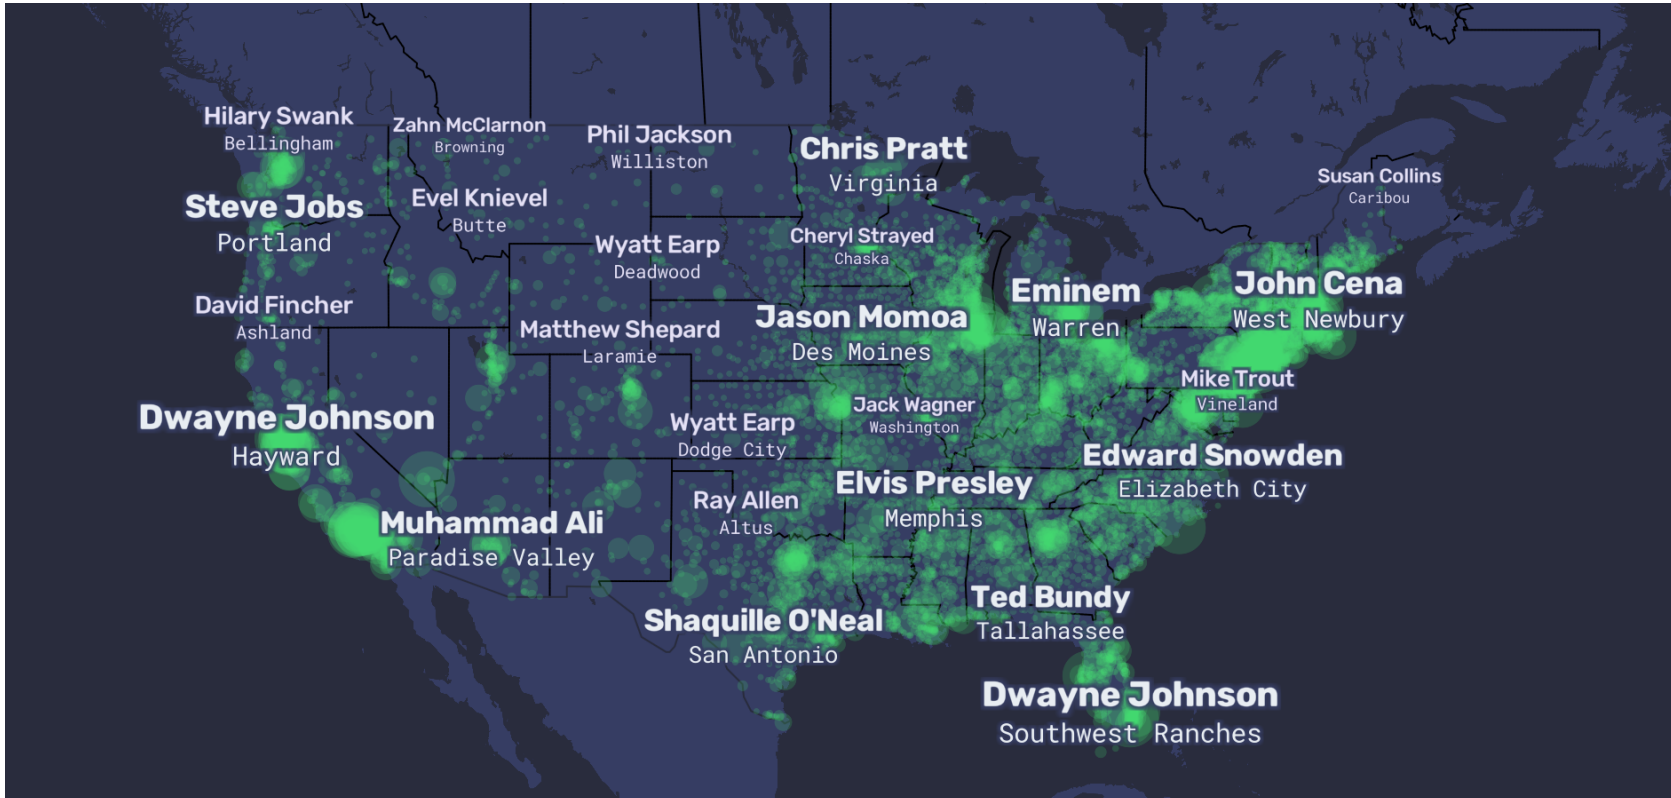 Hilary Swank
Bellingham
Zahn McClarnon
Browning
Phil Jackson
Williston
Chris Pratt
Virginia
Susan Collins
Caribou
Steve Jobs
Portland
Evel Knievel
Butte
Wyatt Earp
Deadwood
Cheryl Strayed
Chaska
David Fincher
Ashland
Matthew Shepard
Laramie
Jason Momoa
Des Moines
Eminem
Warren
John Cena
West Newbury
Mike Trout
Vineland
Dwayne Johnson
Hayward
Wyatt Earp
Dodge City
Jack Wagner
Washington
Edward Snowden
Elizabeth City
Muhammad Ali
Paradise Valley
Ray Allen
Altus
Elvis Presley
Memphis
Shaquille O'Neal
San Antonio
Ted Bundy
Tallahassee
Dwayne Johnson
Southwest Ranches